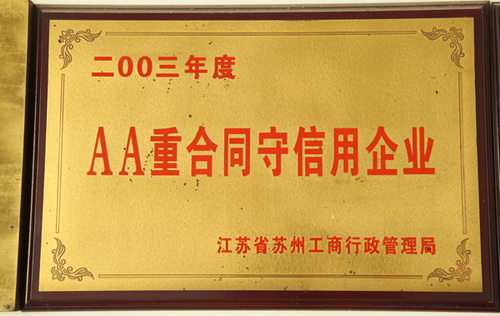 二00三年度
AA重合同守信用企业
江苏省苏州工商行政管理局